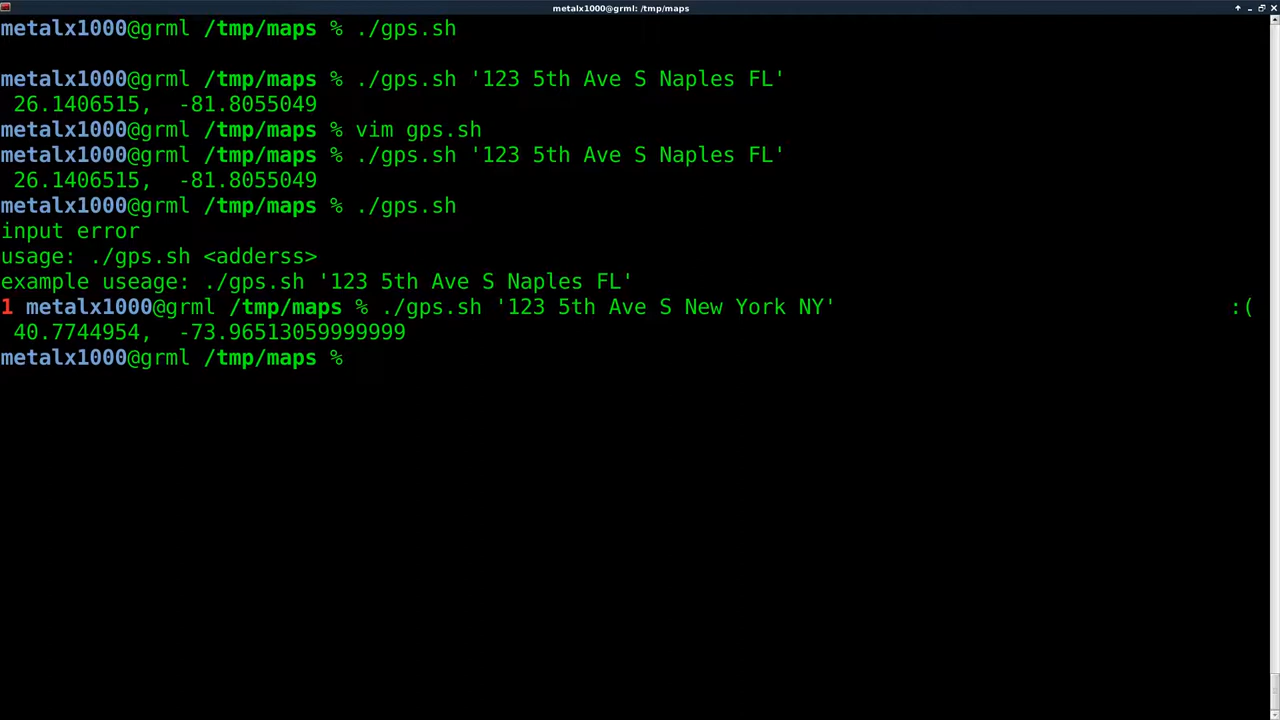 metalx1000@grml: /tmp/maps
metalx1000@grml /tmp/maps % ./gps.sh
metalx1000@grml /tmp/maps % ./gps.sh '123 5th Ave S Naples FL'
26.1406515,  -81.8055049
metalx1000@grml /tmp/maps % vim gps.sh
metalx1000@grml /tmp/maps % ./gps.sh '123 5th Ave S Naples FL'
26.1406515,  -81.8055049
metalx1000@grml /tmp/maps % ./gps.sh
input error
usage: ./gps.sh <adderss>
example useage: ./gps.sh '123 5th Ave S Naples FL'
1 metalx1000@grml /tmp/maps % ./gps.sh '123 5th Ave S New York NY' :(
40.7744954,  -73.96513059999999
metalx1000@grml /tmp/maps %